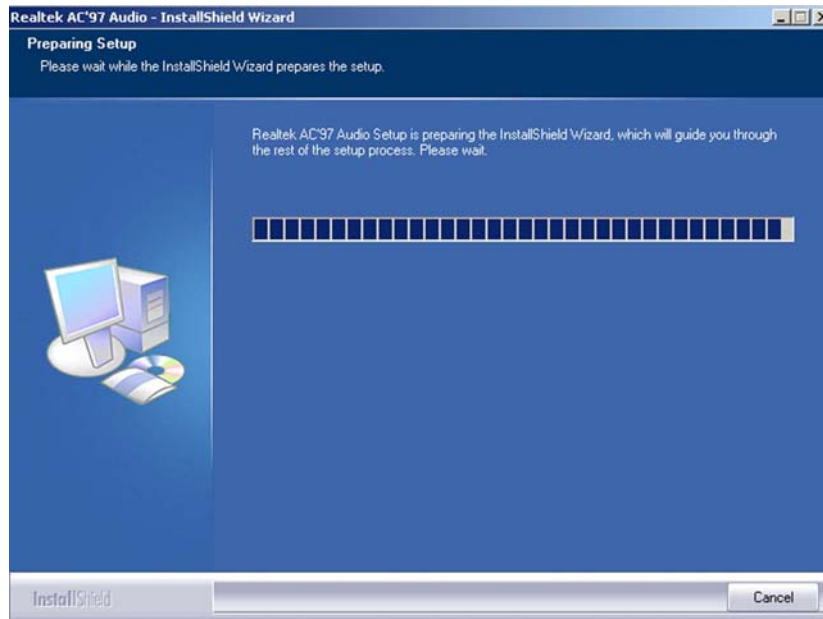 Realtek AC'97 Audio - InstallShield Wizard
Preparing Setup
Please wait while the InstallShield Wizard prepares the setup.
Realtek AC'97 Audio Setup is preparing the InstallShield Wizard, which will guide you through
the rest of the setup process. Please wait.
InstallShield
Cancel